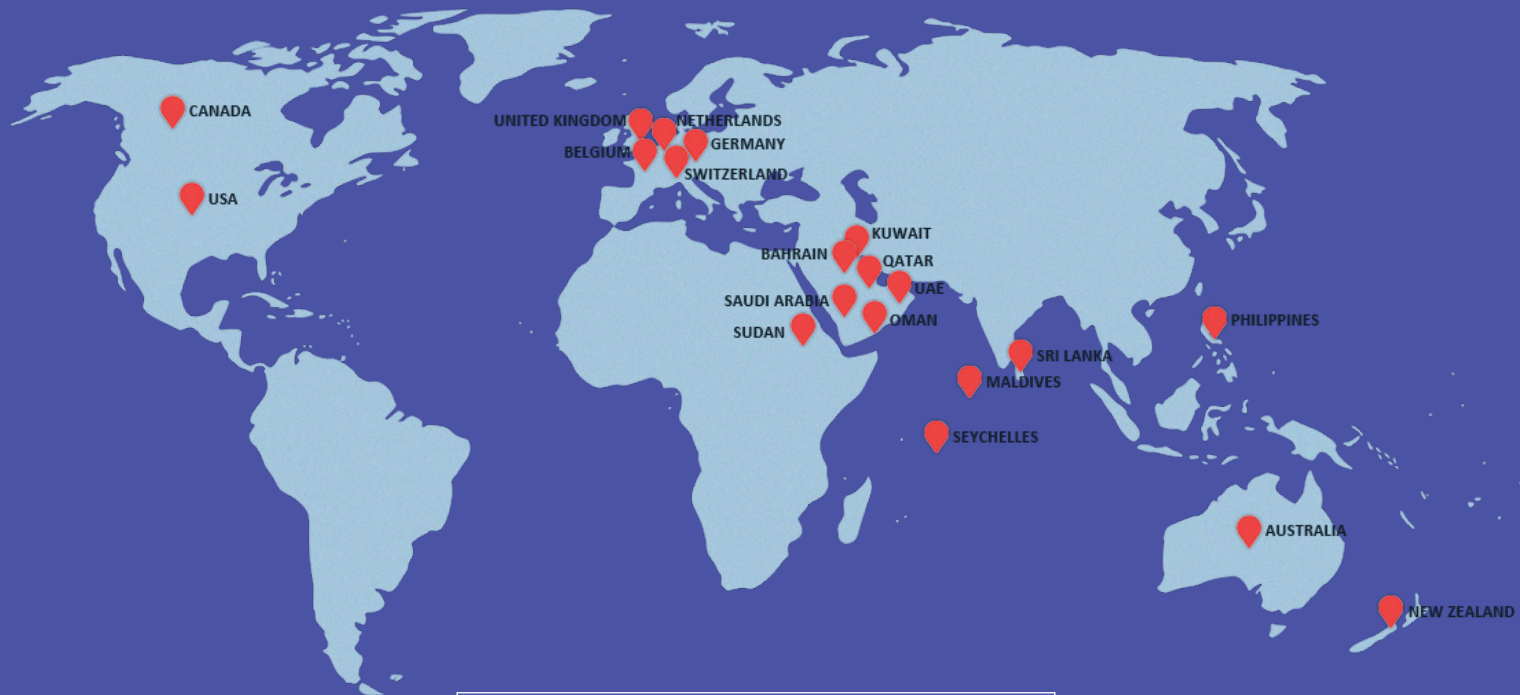 CANADA
UNITED KINGDOM
NETHERLANDS
GERMANY
BELGIUM
SWITZERLAND
USA
KUWAIT
BAHRAIN
QATAR
UAE
SAUDI ARABIA
OMAN
SUDAN
PHILIPPINES
SRI LANKA
MALDIVES
SEYCHELLES
AUSTRALIA
NEW ZEALAND